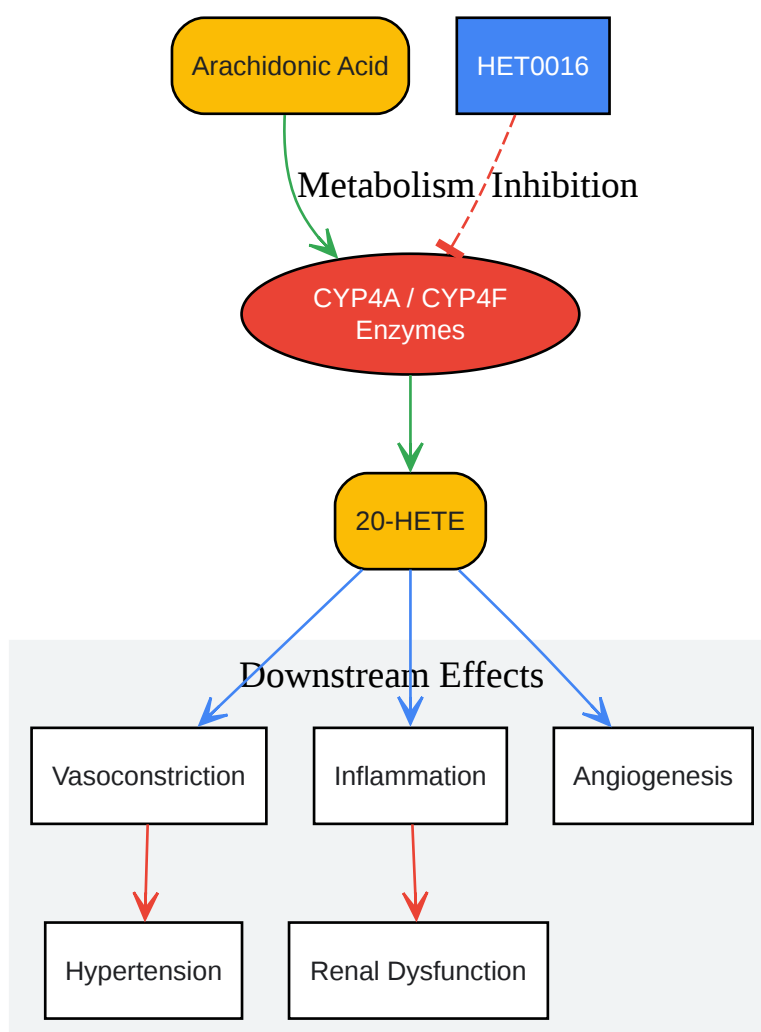 Arachidonic Acid
HET0016
Metabolism
Inhibition
CYP4A / CYP4F
Enzymes
20-HETE
Downstream Effects
Vasoconstriction
Inflammation
Angiogenesis
Hypertension
Renal Dysfunction